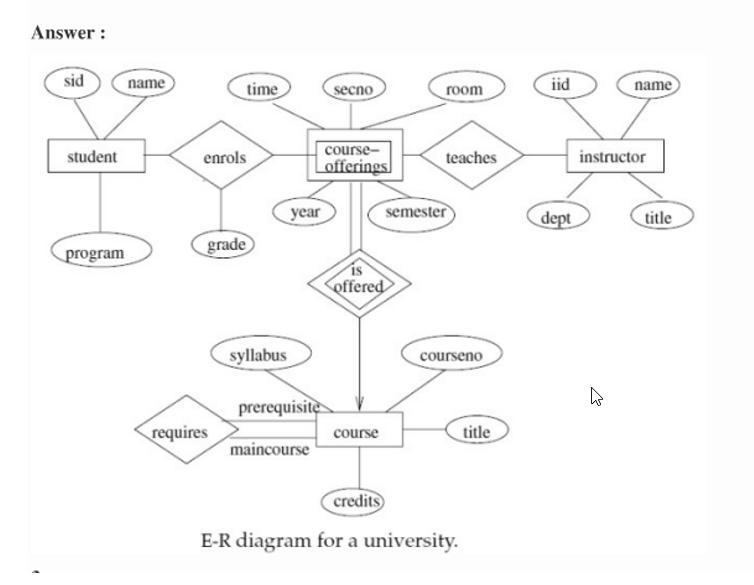 Answer :
sid
name
time
secno
room
iid
name
student
enrols
course–
offerings
teaches
instructor
year
semester
dept
title
program
grade
is
offered
syllabus
courseno
prerequisite
requires
course
title
maincourse
credits
E-R diagram for a university.